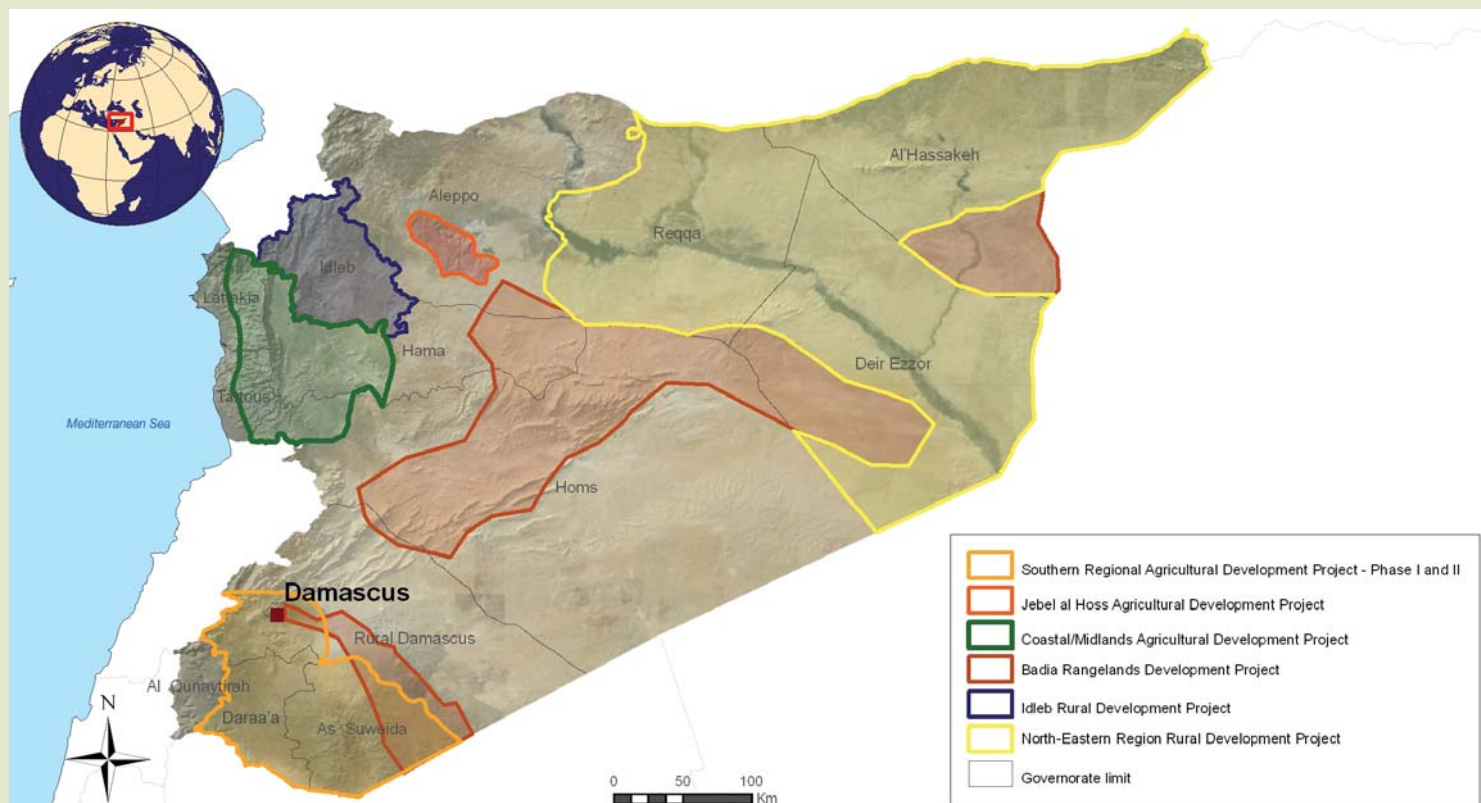 Al'Hassakeh
Aleppo
Reqqa
Idleb
Lattakia
Hama
Deir Ezzor
Tartous
Mediterranean Sea
Homs
Damascus
Rural Damascus
Al Qunaytirah
Daraa'a
As Suweida
N
0 50 100
Km
Southern Regional Agricultural Development Project - Phase I and II
Jebel al Hoss Agricultural Development Project
Coastal/Midlands Agricultural Development Project
Badia Rangelands Development Project
Idleb Rural Development Project
North-Eastern Region Rural Development Project
Governorate limit